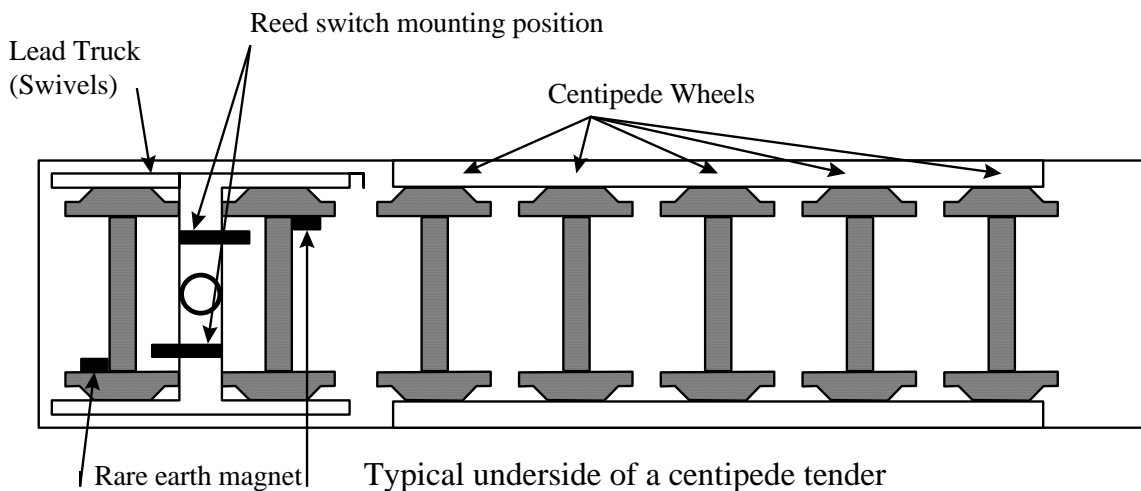 Reed switch mounting position
Lead Truck
(Swivels)
Centipede Wheels
Rare earth magnet
Typical underside of a centipede tender